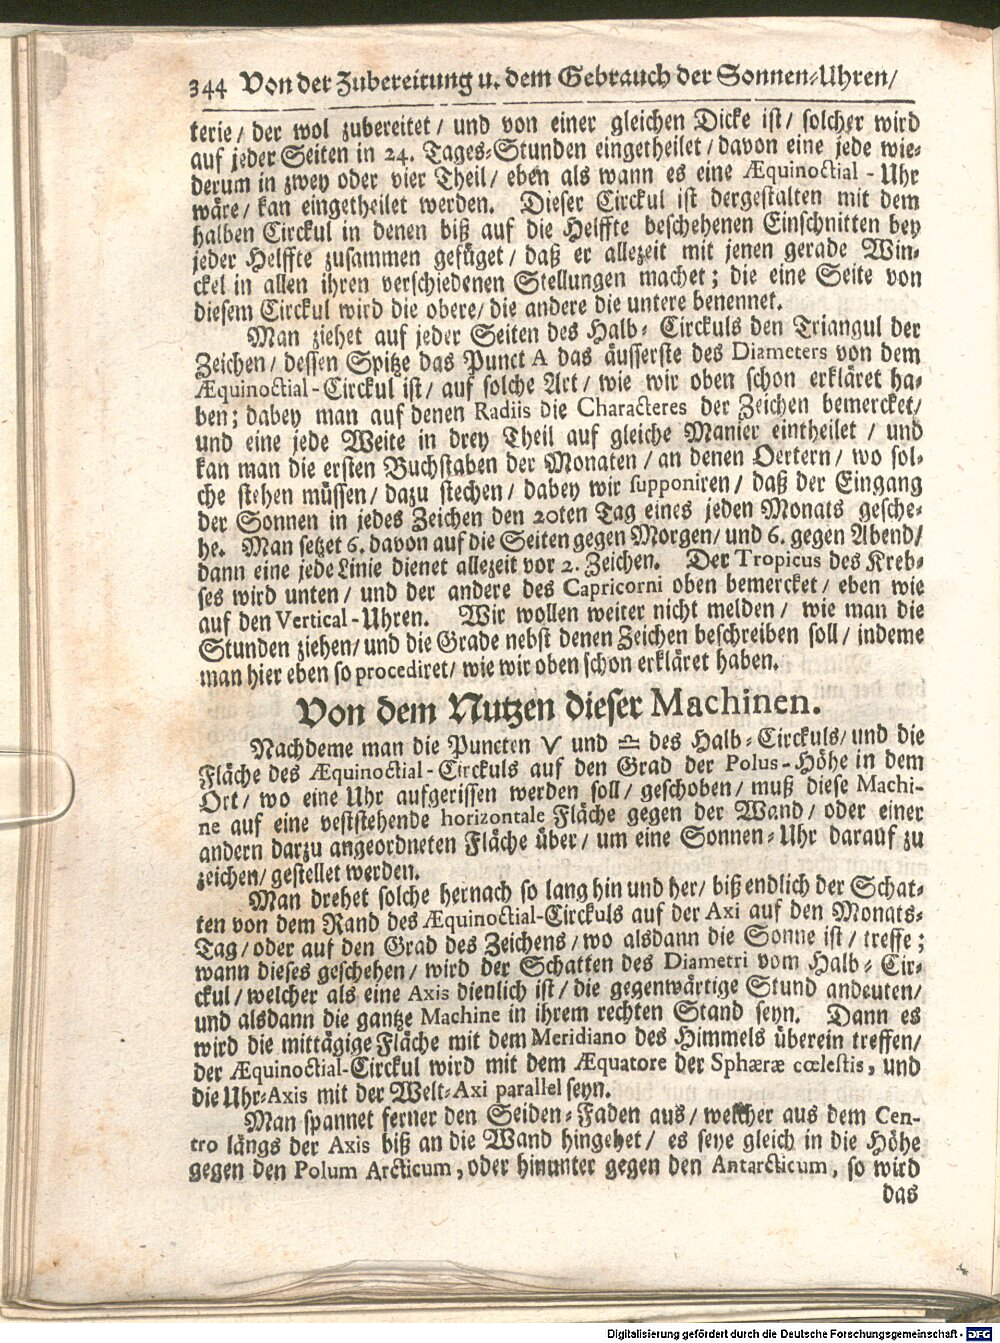 344 Von der Zubereitung u. dem Gebrauch der Sonnen-Uhren/
terie/ der wol zubereitet/ und von einer gleichen Dicke ist/ solcher wird
auf jeder Seiten in 24. Tages-Stunden eingetheilet/ davon eine jede wie-
derum in zwey oder vier Theil/ eben als wann es eine Æquinoctial-Uhr
wäre/ kan eingetheilet werden. Dieser Circkul ist dergestalten mit dem
halben Circkul in denen biß auf die Helffte beschehenen Einschnitten bey
jeder Helffte zusammen gefüget/ daß er allezeit mit jenen gerade Win-
ckel in allen ihren verschiedenen Stellungen machet; die eine Seite von
diesem Circkul wird die obere/ die andere die untere benennet.
Man ziehet auf jeder Seiten des Halb-Circkuls den Triangul der
Zeichen/ dessen Spitze das Punct A das äusserste des Diameters von dem
Æquinoctial-Circkul ist/ auf solche Art/ wie wir oben schon erkläret ha-
ben; dabey man auf denen Radiis die Characteres der Zeichen bemercket/
und eine jede Weite in drey Theil auf gleiche Manier eintheilet/ und
kan man die ersten Buchstaben der Monaten/ an denen Oertern/ wo sol-
che stehen müssen/ dazu stechen/ dabey wir supponiren/ daß der Eingang
der Sonnen in jedes Zeichen den 20ten Tag eines jeden Monats gesche-
he. Man setzet 6. davon auf die Seiten gegen Morgen/ und 6. gegen Abend/
dann eine jede Linie dienet allezeit vor 2. Zeichen. Der Tropicus des Kreb-
ses wird unten/ und der andere des Capricorni oben bemercket/ eben wie
auf den Vertical-Uhren. Wir wollen weiter nicht melden/ wie man die
Stunden ziehen/ und die Grade nebst denen Zeichen beschreiben soll/ indeme
man hier eben so procediret/ wie wir oben schon erkläret haben.
Von dem Nutzen dieser Machinen.
Nachdeme man die Puncten ♈ und ♎ des Halb-Circkuls/ und die
Fläche des Æquinoctial-Circkuls auf den Grad der Polus-Höhe in dem
Ort/ wo eine Uhr aufgerissen werden soll/ geschoben/ muß diese Machi-
ne auf eine veststehende horizontale Fläche gegen der Wand/ oder einer
andern darzu angeordneten Fläche über/ um eine Sonnen-Uhr darauf zu
zeichen/ gestellet werden.
Man drehet solche hernach so lang hin und her/ biß endlich der Schat-
ten von dem Rand des Æquinoctial-Circkuls auf der Axi auf den Monats-
Tag/ oder auf den Grad des Zeichens/ wo alsdann die Sonne ist/ treffe;
wann dieses geschehen/ wird der Schatten des Diametri vom Halb-Cir-
ckul/ welcher als eine Axis dienlich ist/ die gegenwärtige Stund andeuten/
und alsdann die gantze Machine in ihrem rechten Stand seyn. Dann es
wird die mittägige Fläche mit dem Meridiano des Himmels überein treffen/
der Æquinoctial-Circkul wird mit dem Æquatore der Sphæræ cœlestis, und
die Uhr-Axis mit der Welt-Axi parallel seyn.
Man spannet ferner den Seiden-Faden aus/ welcher aus dem Cen-
tro längs der Axis biß an die Wand hingehet/ es seye gleich in die Höhe
gegen den Polum Arcticum, oder hinunter gegen den Antarcticum, so wird
das
Digitalisierung gefördert durch die Deutsche Forschungsgemeinschaft - DFG